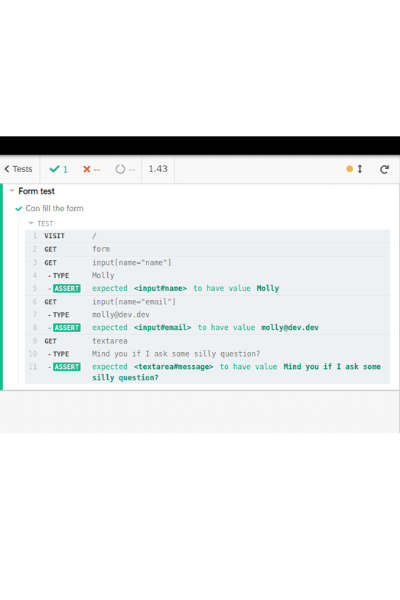 Tests 1 -- -- 1.43
Form test
Can fill the form
TEST
1 VISIT /
2 GET form
3 GET input[name="name"]
4 -TYPE Molly
5 -ASSERT expected <input#name> to have value Molly
6 GET input[name="email"]
7 -TYPE molly@dev.dev
8 -ASSERT expected <input#email> to have value molly@dev.dev
9 GET textarea
10 -TYPE Mind you if I ask some silly question?
11 -ASSERT expected <textarea#message> to have value Mind you if I ask some
silly question?